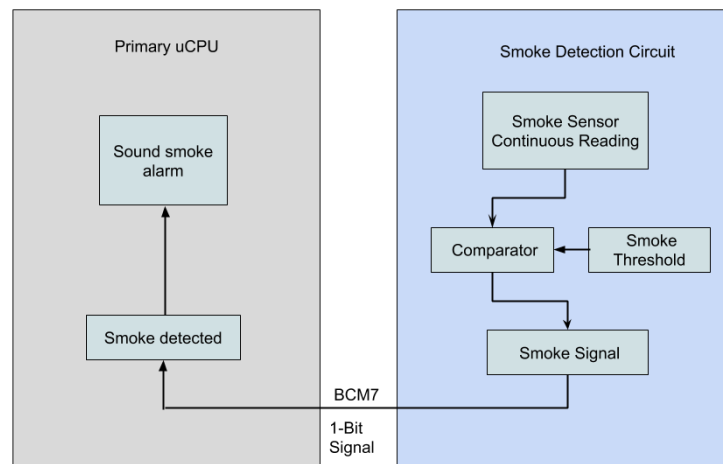 Primary uCPU
Sound smoke
alarm
Smoke detected
BCM7
1-Bit
Signal
Smoke Detection Circuit
Smoke Sensor
Continuous Reading
Comparator
Smoke
Threshold
Smoke Signal